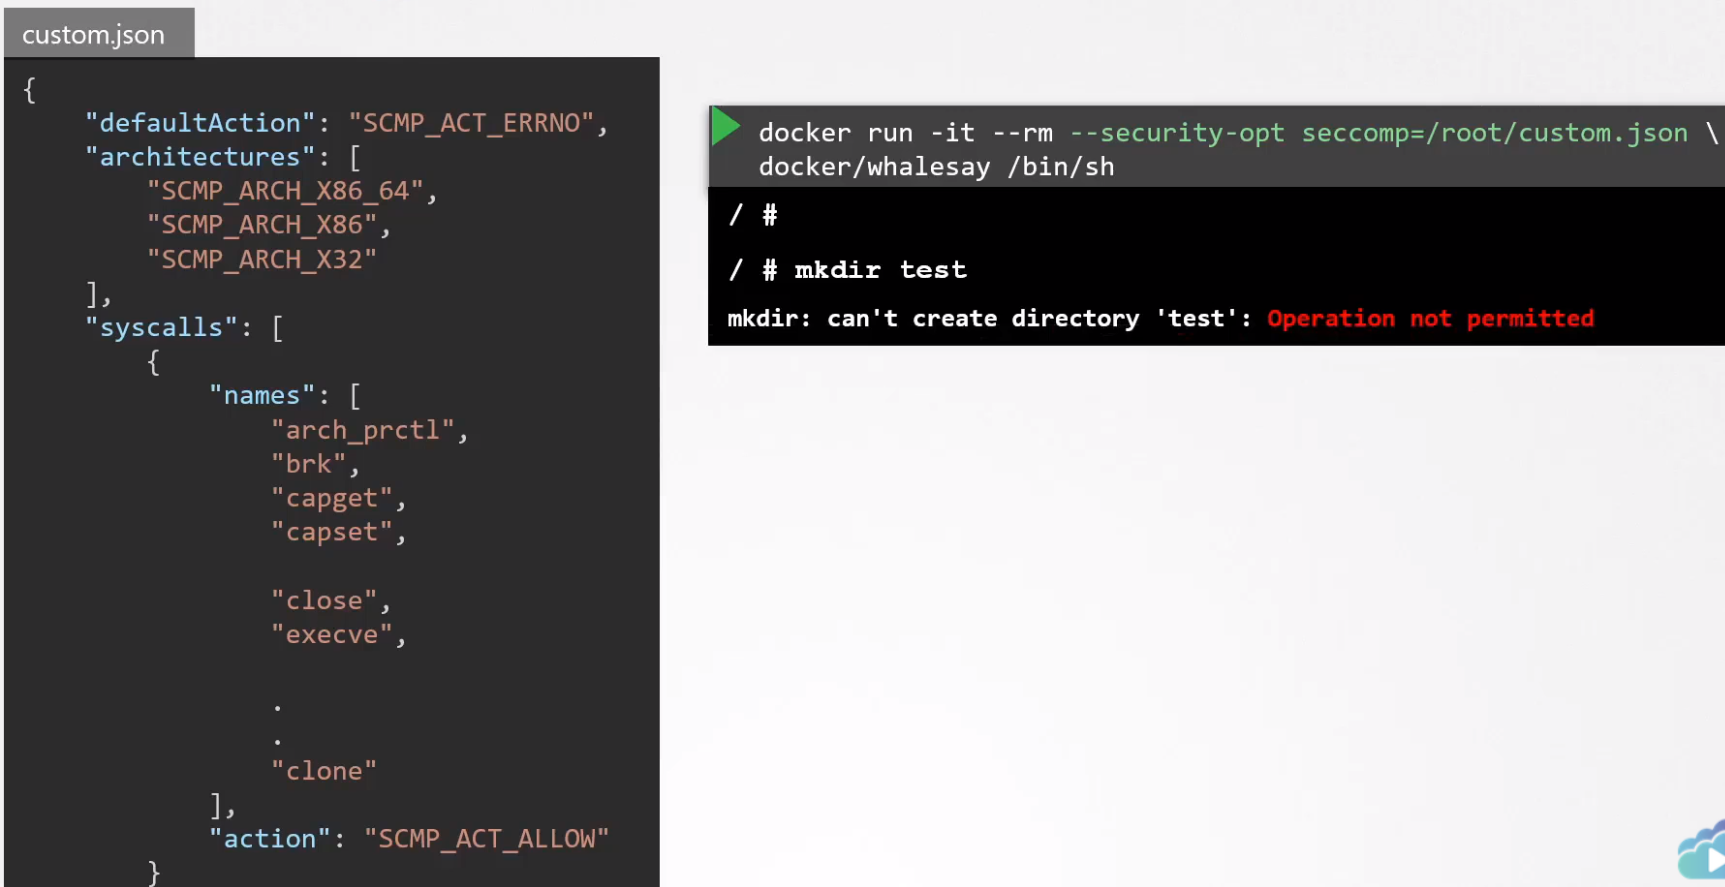 custom.json
{
"defaultAction": "SCMP_ACT_ERRNO",
"architectures": [
"SCMP_ARCH_X86_64",
"SCMP_ARCH_X86",
"SCMP_ARCH_X32"
],
"syscalls": [
{
"names": [
"arch_prctl",
"brk",
"capget",
"capset",
"close",
"execve",
.
.
"clone"
],
"action": "SCMP_ACT_ALLOW"
}
docker run -it --rm --security-opt seccomp=/root/custom.json \
docker/whalesay /bin/sh
/ #
/ # mkdir test
mkdir: can't create directory 'test': Operation not permitted